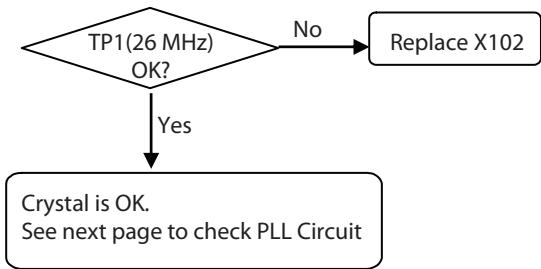 TP1(26 MHz)
OK?
No
Replace X102
Yes
Crystal is OK.
See next page to check PLL Circuit